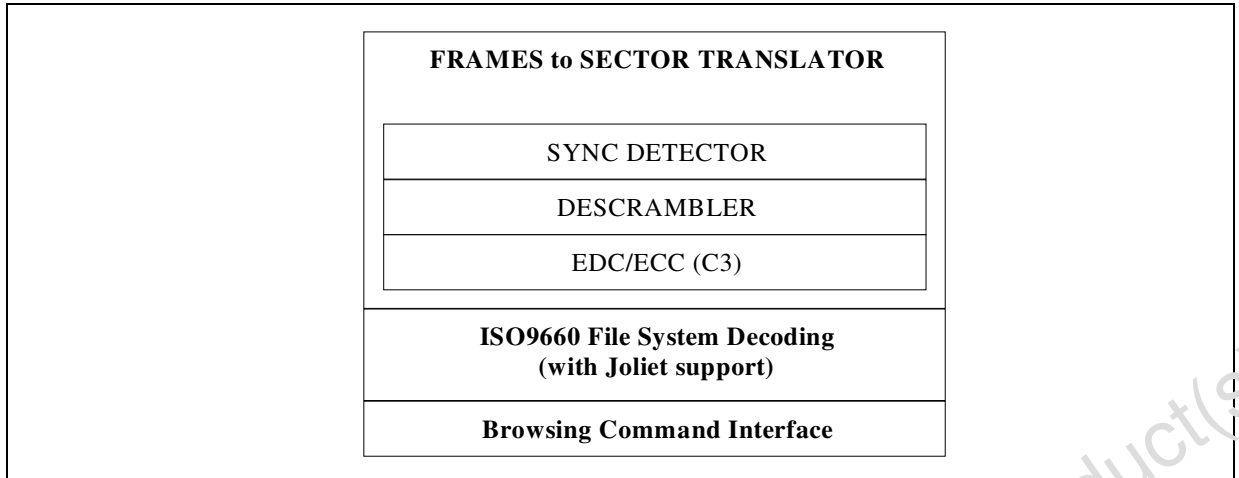 FRAMES to SECTOR TRANSLATOR
SYNC DETECTOR
DESCRAMBLER
EDC/ECC (C3)
ISO9660 File System Decoding
(with Joliet support)
Browsing Command Interface